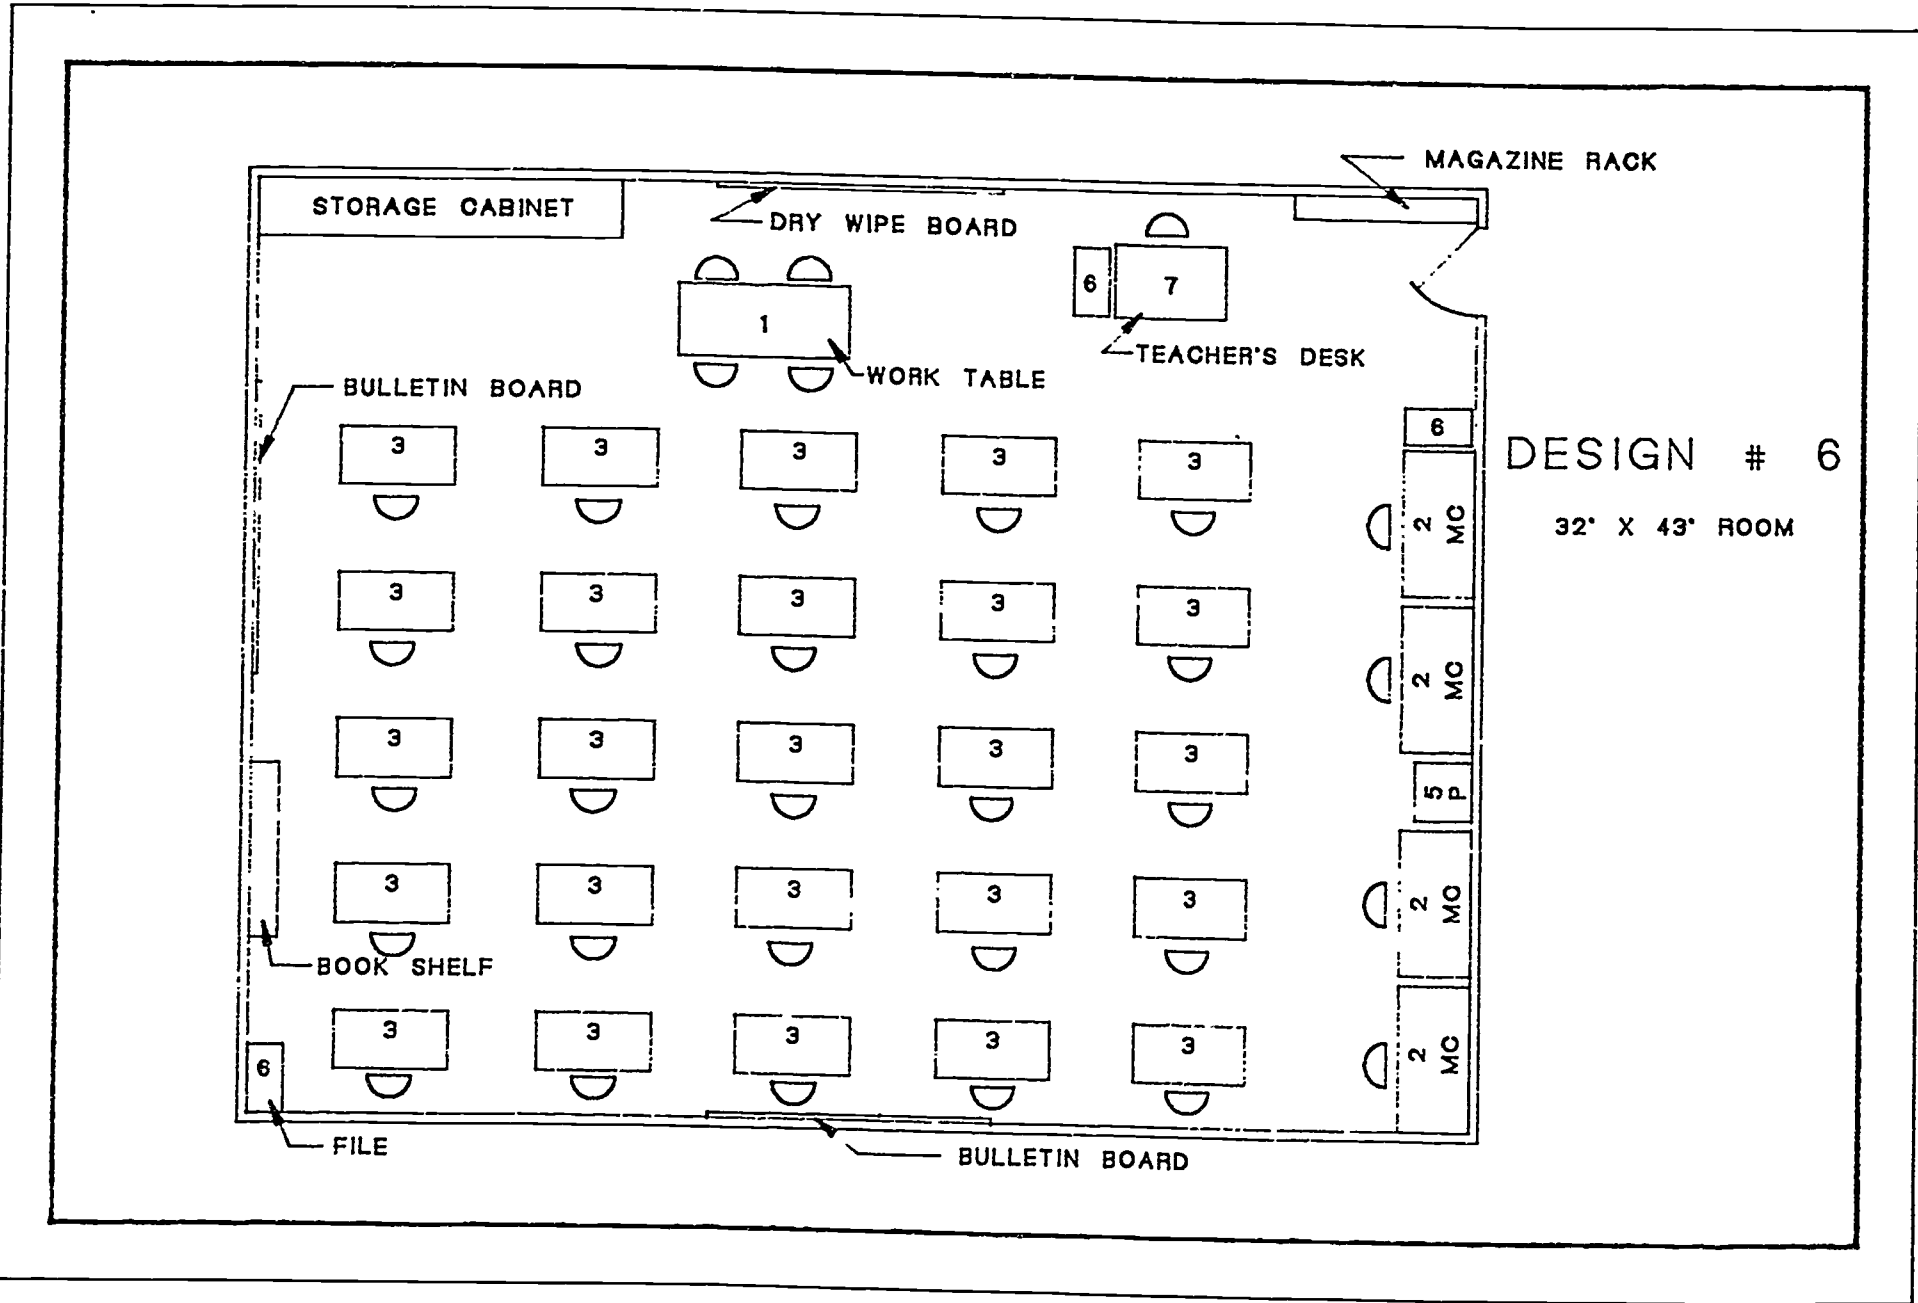 MAGAZINE RACK
STORAGE CABINET
DRY WIPE BOARD
6
7
1
TEACHER'S DESK
WORK TABLE
BULLETIN BOARD
6
DESIGN # 6
32' X 43' ROOM
3 3 3 3 3
2 MC
3 3 3 3 3
2 MC
3 3 3 3 3
5 P
3 3 3 3 3
2 MC
BOOK SHELF
3 3 3 3 3
2 MC
6
FILE
BULLETIN BOARD